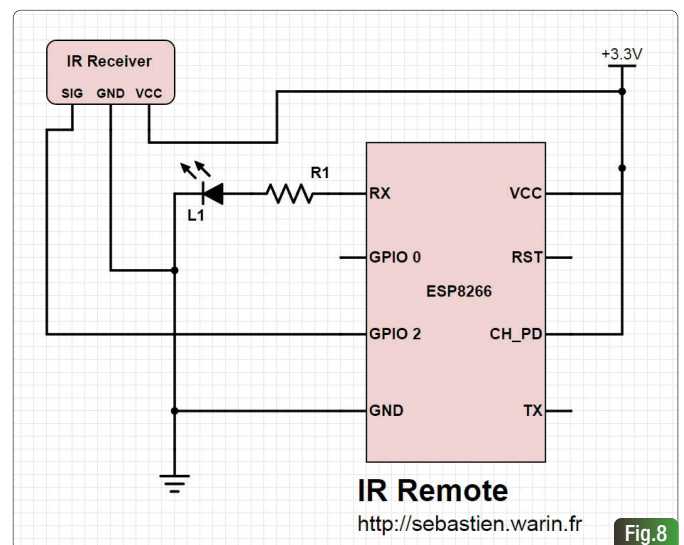 IR Receiver
SIG GND VCC
+3.3V
R1
L1
RX
VCC
GPIO 0
RST
ESP8266
GPIO 2
CH_PD
GND
TX
IR Remote
http://sebastien.warin.fr
Fig.8